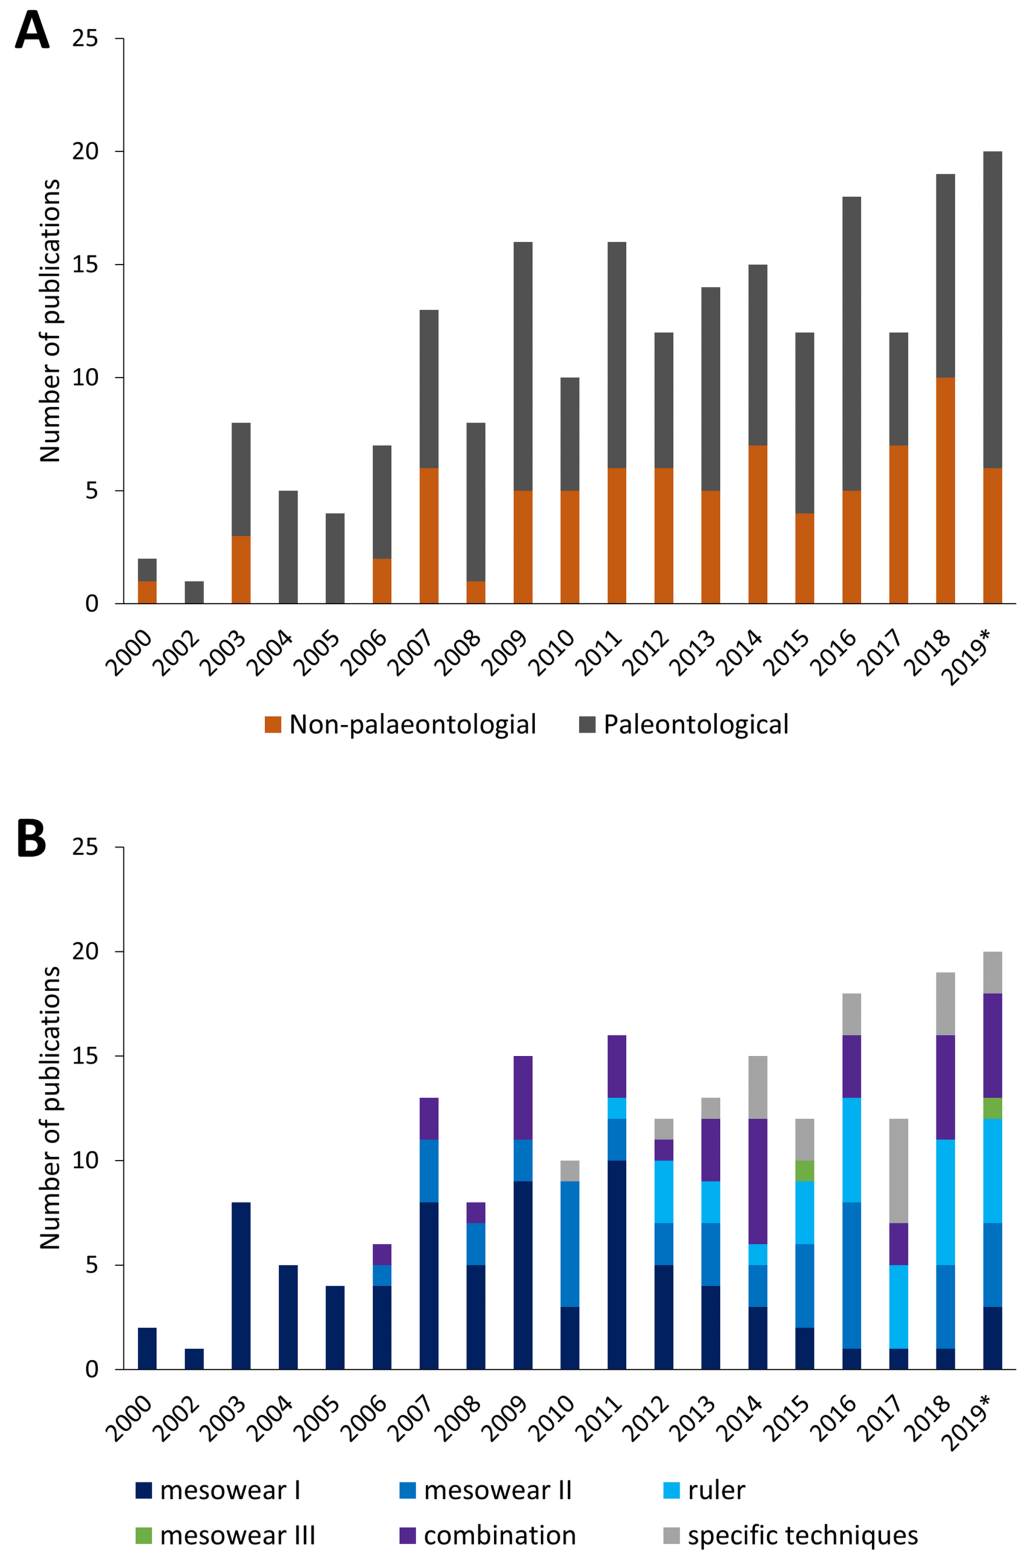 A
25
20
15
10
5
0
Number of publications
2000 2002 2003 2004 2005 2006 2007 2008 2009 2010 2011 2012 2013 2014 2015 2016 2017 2018 2019*
Non-palaeontologial Paleontological
B
25
20
15
10
5
0
Number of publications
2000 2002 2003 2004 2005 2006 2007 2008 2009 2010 2011 2012 2013 2014 2015 2016 2017 2018 2019*
mesowear I mesowear II ruler
mesowear III combination specific techniques